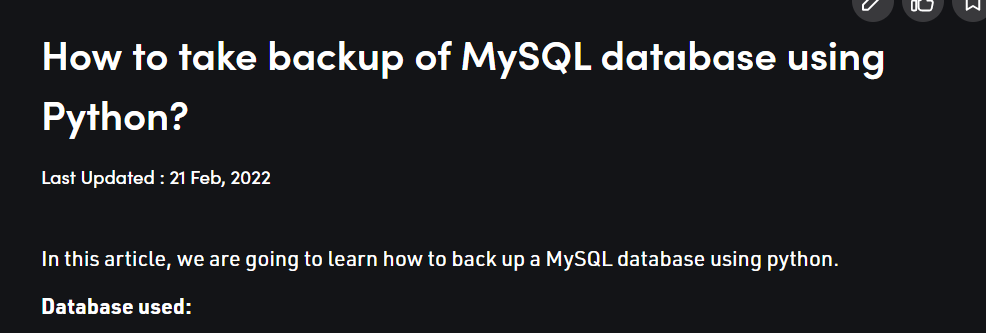 How to take backup of MySQL database using
Python?
Last Updated : 21 Feb, 2022
In this article, we are going to learn how to back up a MySQL database using python.
Database used: